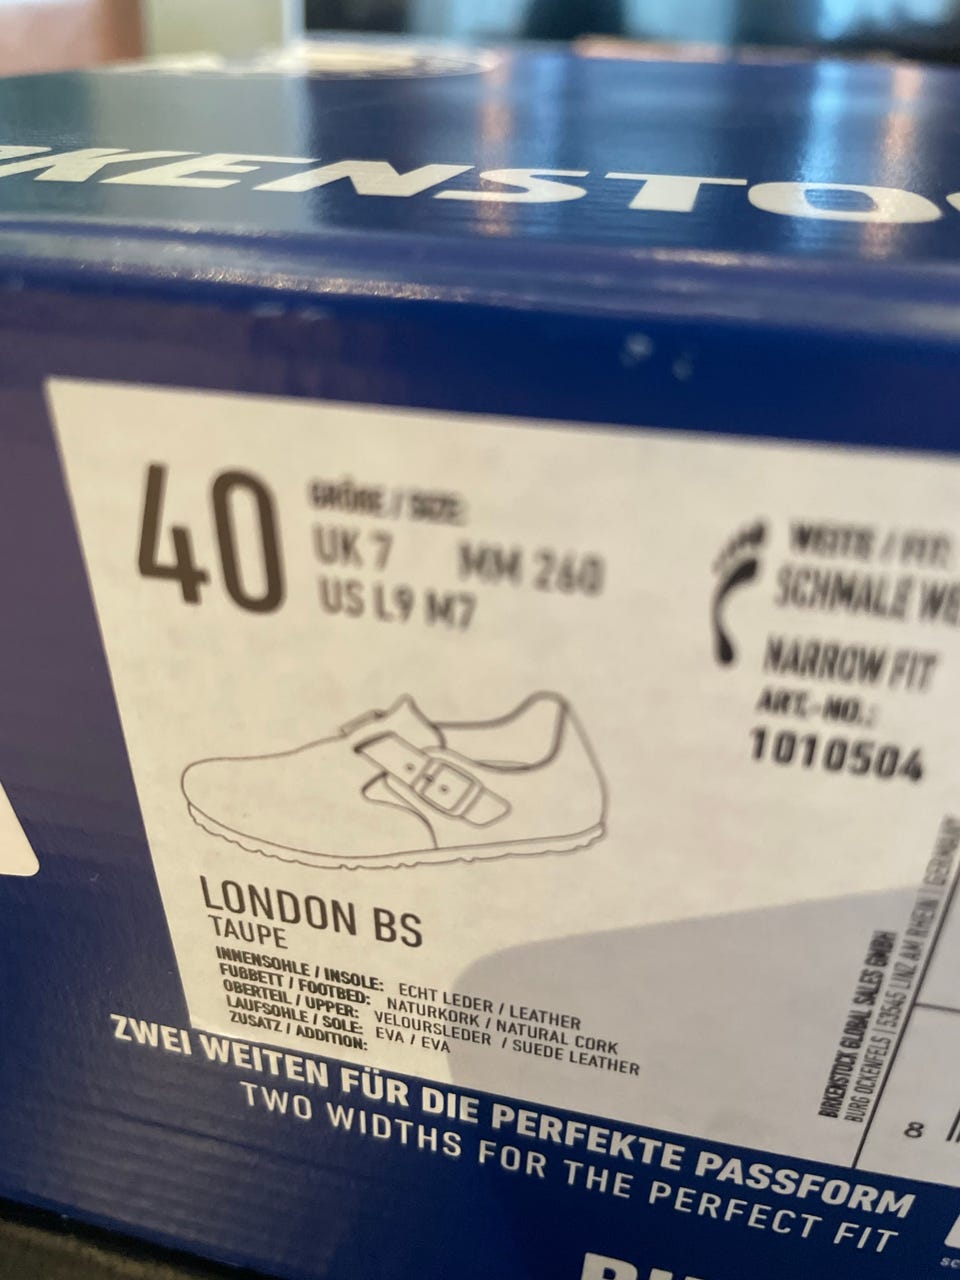 KENSTO
40
GRÖßE / SIZE:
UK 7 MM 260
US L9 M7
WEITE / FIT:
SCHMALE WE
NARROW FIT
ART.-NO.:
1010504
LONDON BS
TAUPE
INNENSOHLE / INSOLE: ECHT LEDER / LEATHER
FUßBETT / FOOTBED: NATURKORK / NATURAL CORK
OBERTEIL / UPPER: VELOURSLEDER / SUEDE LEATHER
LAUFSOHLE / SOLE: EVA / EVA
ZUSATZ / ADDITION:
BIRKENSTOCK GLOBAL SALES GMBH
BURG OCKENFELS | 53545 LINZ AM RHEIN | GERMANY
8
ZWEI WEITEN FÜR DIE PERFEKTE PASSFORM
TWO WIDTHS FOR THE PERFECT FIT